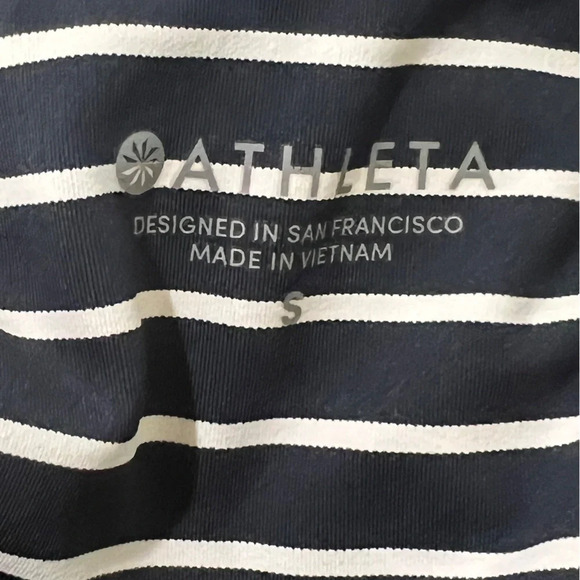 ATHLETA
DESIGNED IN SAN FRANCISCO
MADE IN VIETNAM
S